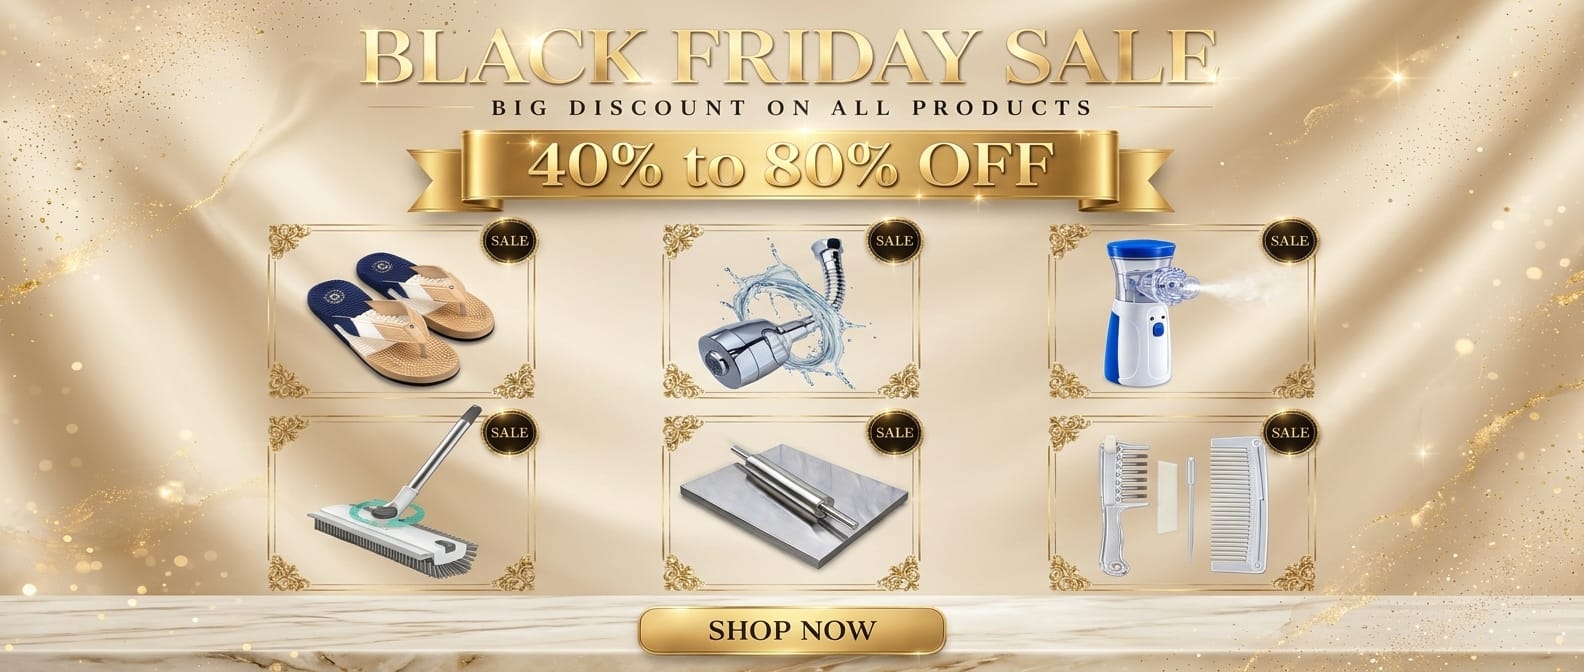 BLACK FRIDAY SALE
BIG DISCOUNT ON ALL PRODUCTS
40% to 80% OFF
SALE
SALE
SALE
SALE
SALE
SALE
SHOP NOW